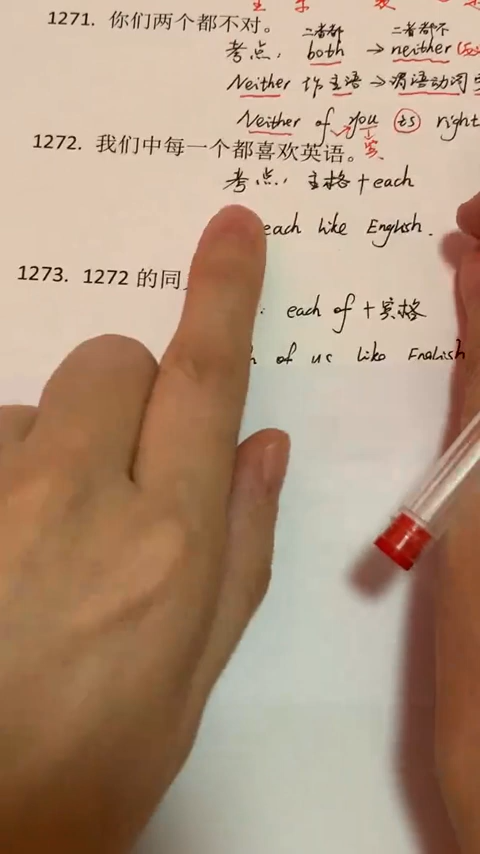 1271. 你们两个都不对。
二者都 二者都不
考点: both → neither
Neither 作 主语 → 谓语动词
Neither of you is right
1272. 我们中每一个都喜欢英语。
宾
考点: 主格 + each
each like English.
1273. 1272 的同
: each of + 宾格
of us like English